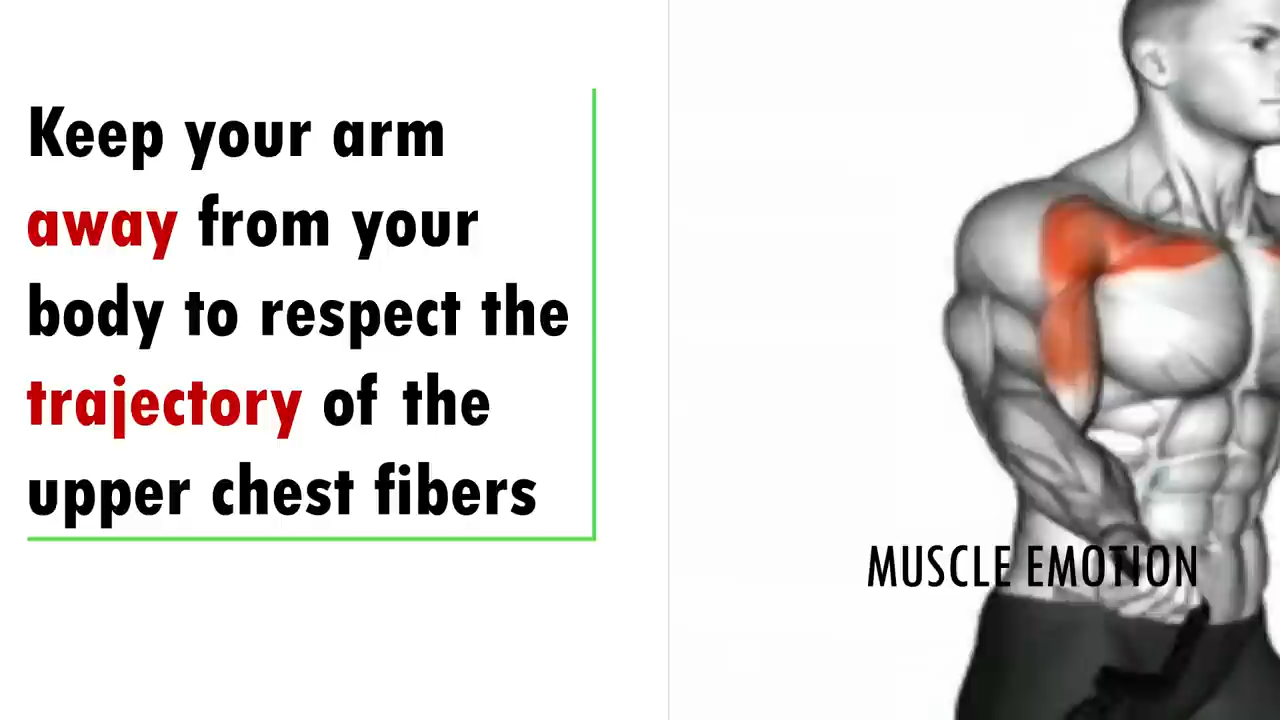 Keep your arm
away from your
body to respect the
trajectory of the
upper chest fibers
MUSCLE EMOTION